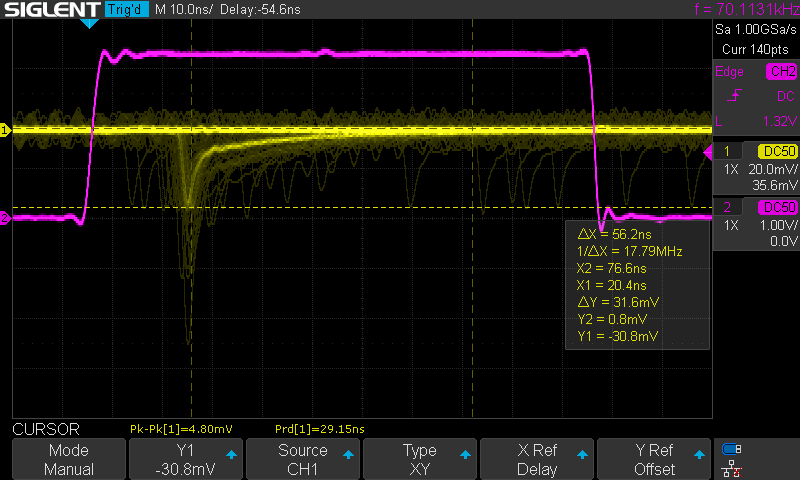 SIGLENT Trig'd M 10.0ns/ Delay:-54.6ns f = 70.1131kHz
Sa 1.00GSa/s
Curr 140pts
Edge CH2
DC
L 1.32V
1 DC50
1X 20.0mV/
35.6mV
2 DC50
1X 1.00V/
0.0V
1
2
ΔX = 56.2ns
1/ΔX = 17.79MHz
X2 = 76.6ns
X1 = 20.4ns
ΔY = 31.6mV
Y2 = 0.8mV
Y1 = -30.8mV
CURSOR Pk-Pk[1]=4.80mV Prd[1]=29.15ns
Mode Y1 Source Type X Ref Y Ref
Manual -30.8mV CH1 XY Delay Offset